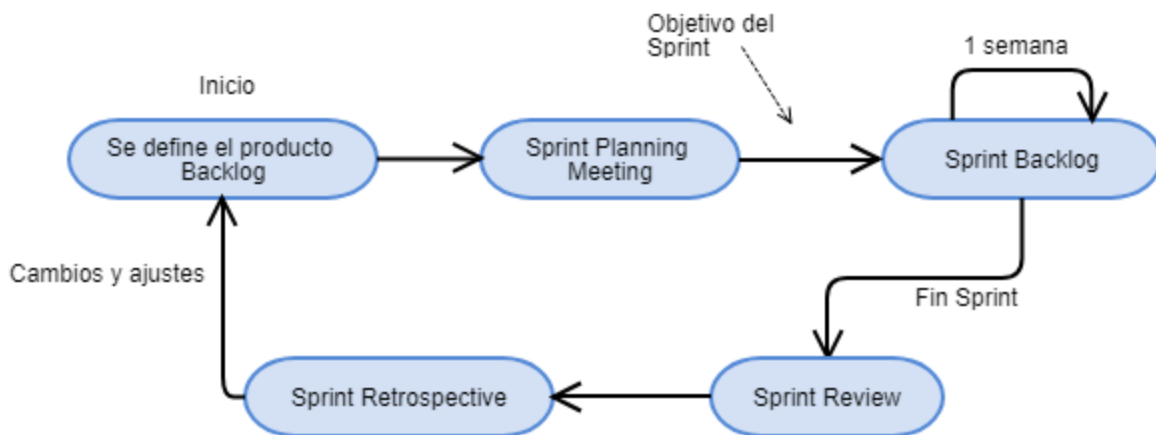 Inicio
Se define el producto
Backlog
Sprint Planning
Meeting
Objetivo del
Sprint
1 semana
Sprint Backlog
Fin Sprint
Sprint Review
Sprint Retrospective
Cambios y ajustes